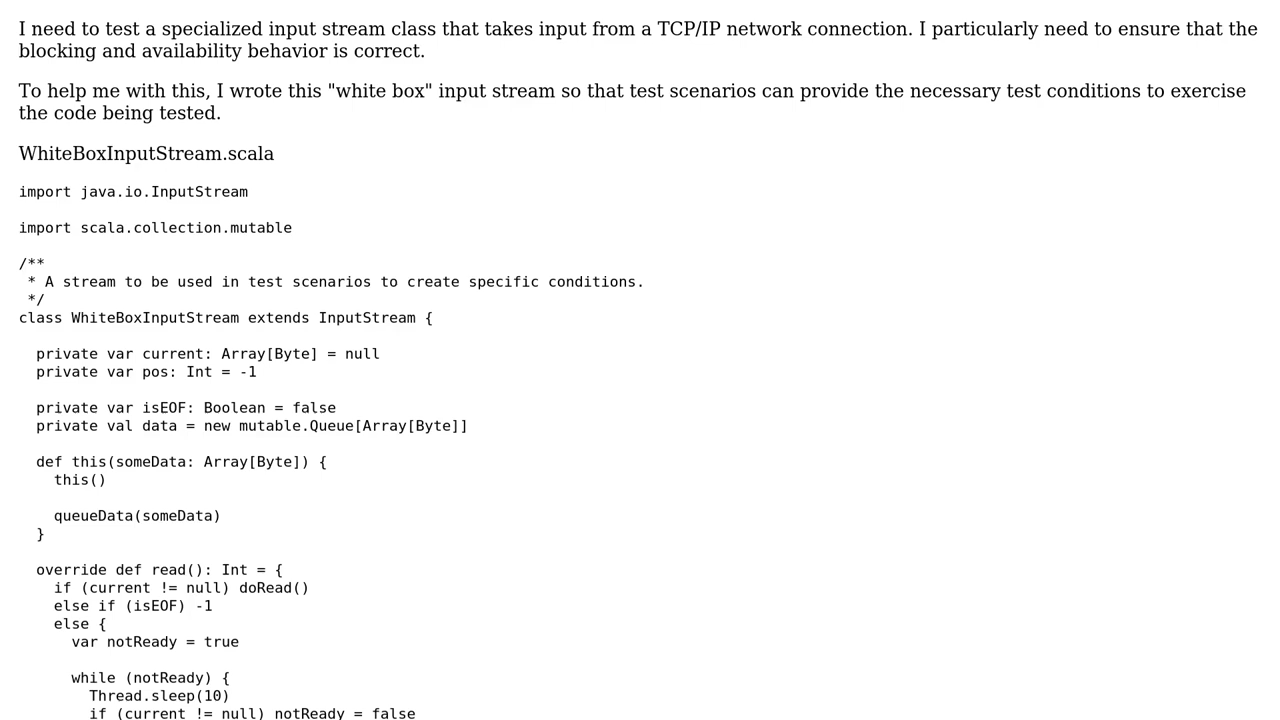 I need to test a specialized input stream class that takes input from a TCP/IP network connection. I particularly need to ensure that the
blocking and availability behavior is correct.
To help me with this, I wrote this "white box" input stream so that test scenarios can provide the necessary test conditions to exercise
the code being tested.
WhiteBoxInputStream.scala
import java.io.InputStream
import scala.collection.mutable
/**
 * A stream to be used in test scenarios to create specific conditions.
 */
class WhiteBoxInputStream extends InputStream {
  private var current: Array[Byte] = null
  private var pos: Int = -1
  private var isEOF: Boolean = false
  private val data = new mutable.Queue[Array[Byte]]
  def this(someData: Array[Byte]) {
    this()
    queueData(someData)
  }
  override def read(): Int = {
    if (current != null) doRead()
    else if (isEOF) -1
    else {
      var notReady = true
      while (notReady) {
        Thread.sleep(10)
        if (current != null) notReady = false